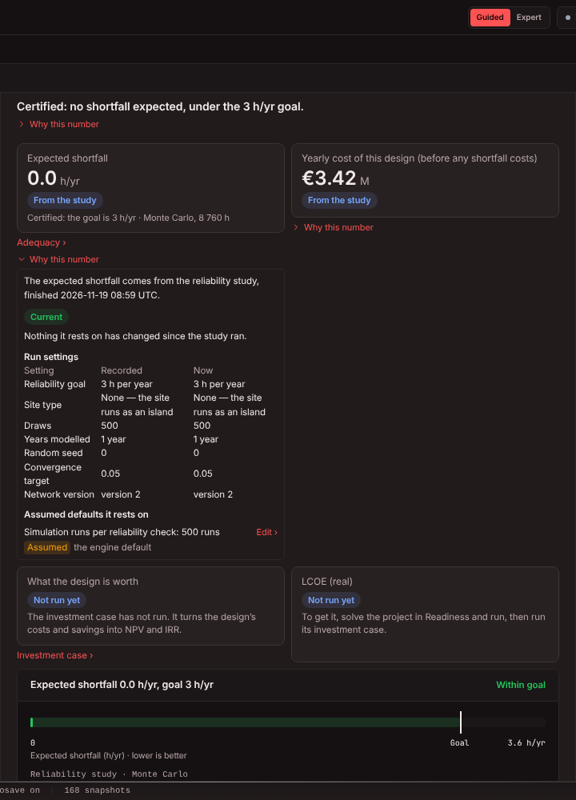 Guided Expert
Certified: no shortfall expected, under the 3 h/yr goal.
Why this number
Expected shortfall
0.0 h/yr
From the study
Certified: the goal is 3 h/yr · Monte Carlo, 8 760 h
Yearly cost of this design (before any shortfall costs)
€3.42 M
From the study
Why this number
Adequacy ›
Why this number
The expected shortfall comes from the reliability study,
finished 2026-11-19 08:59 UTC.
Current
Nothing it rests on has changed since the study ran.
Run settings
Setting Recorded Now
Reliability goal 3 h per year 3 h per year
Site type None — the site runs as an island None — the site runs as an island
Draws 500 500
Years modelled 1 year 1 year
Random seed 0 0
Convergence target 0.05 0.05
Network version version 2 version 2
Assumed defaults it rests on
Simulation runs per reliability check: 500 runs Edit ›
Assumed the engine default
What the design is worth
Not run yet
The investment case has not run. It turns the design's
costs and savings into NPV and IRR.
LCOE (real)
Not run yet
To get it, solve the project in Readiness and run, then run
its investment case.
Investment case ›
Expected shortfall 0.0 h/yr, goal 3 h/yr Within goal
0 Goal 3.6 h/yr
Expected shortfall (h/yr) · lower is better
Reliability study · Monte Carlo
osave on 168 snapshots